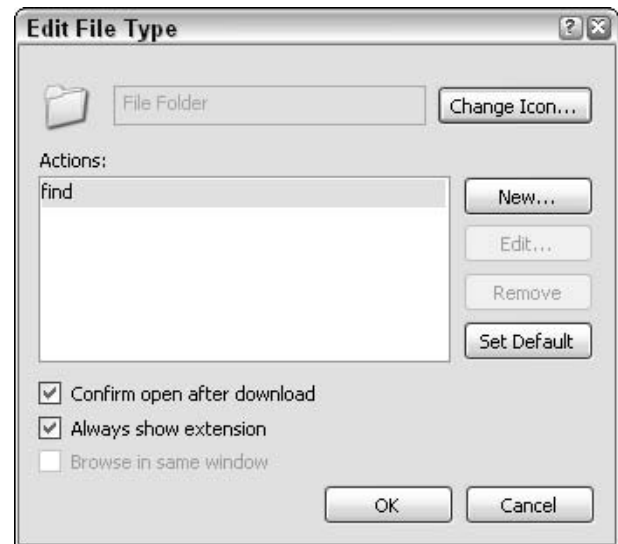 Edit File Type
File Folder
Change Icon...
Actions:
find
New...
Edit...
Remove
Set Default
Confirm open after download
Always show extension
Browse in same window
OK
Cancel